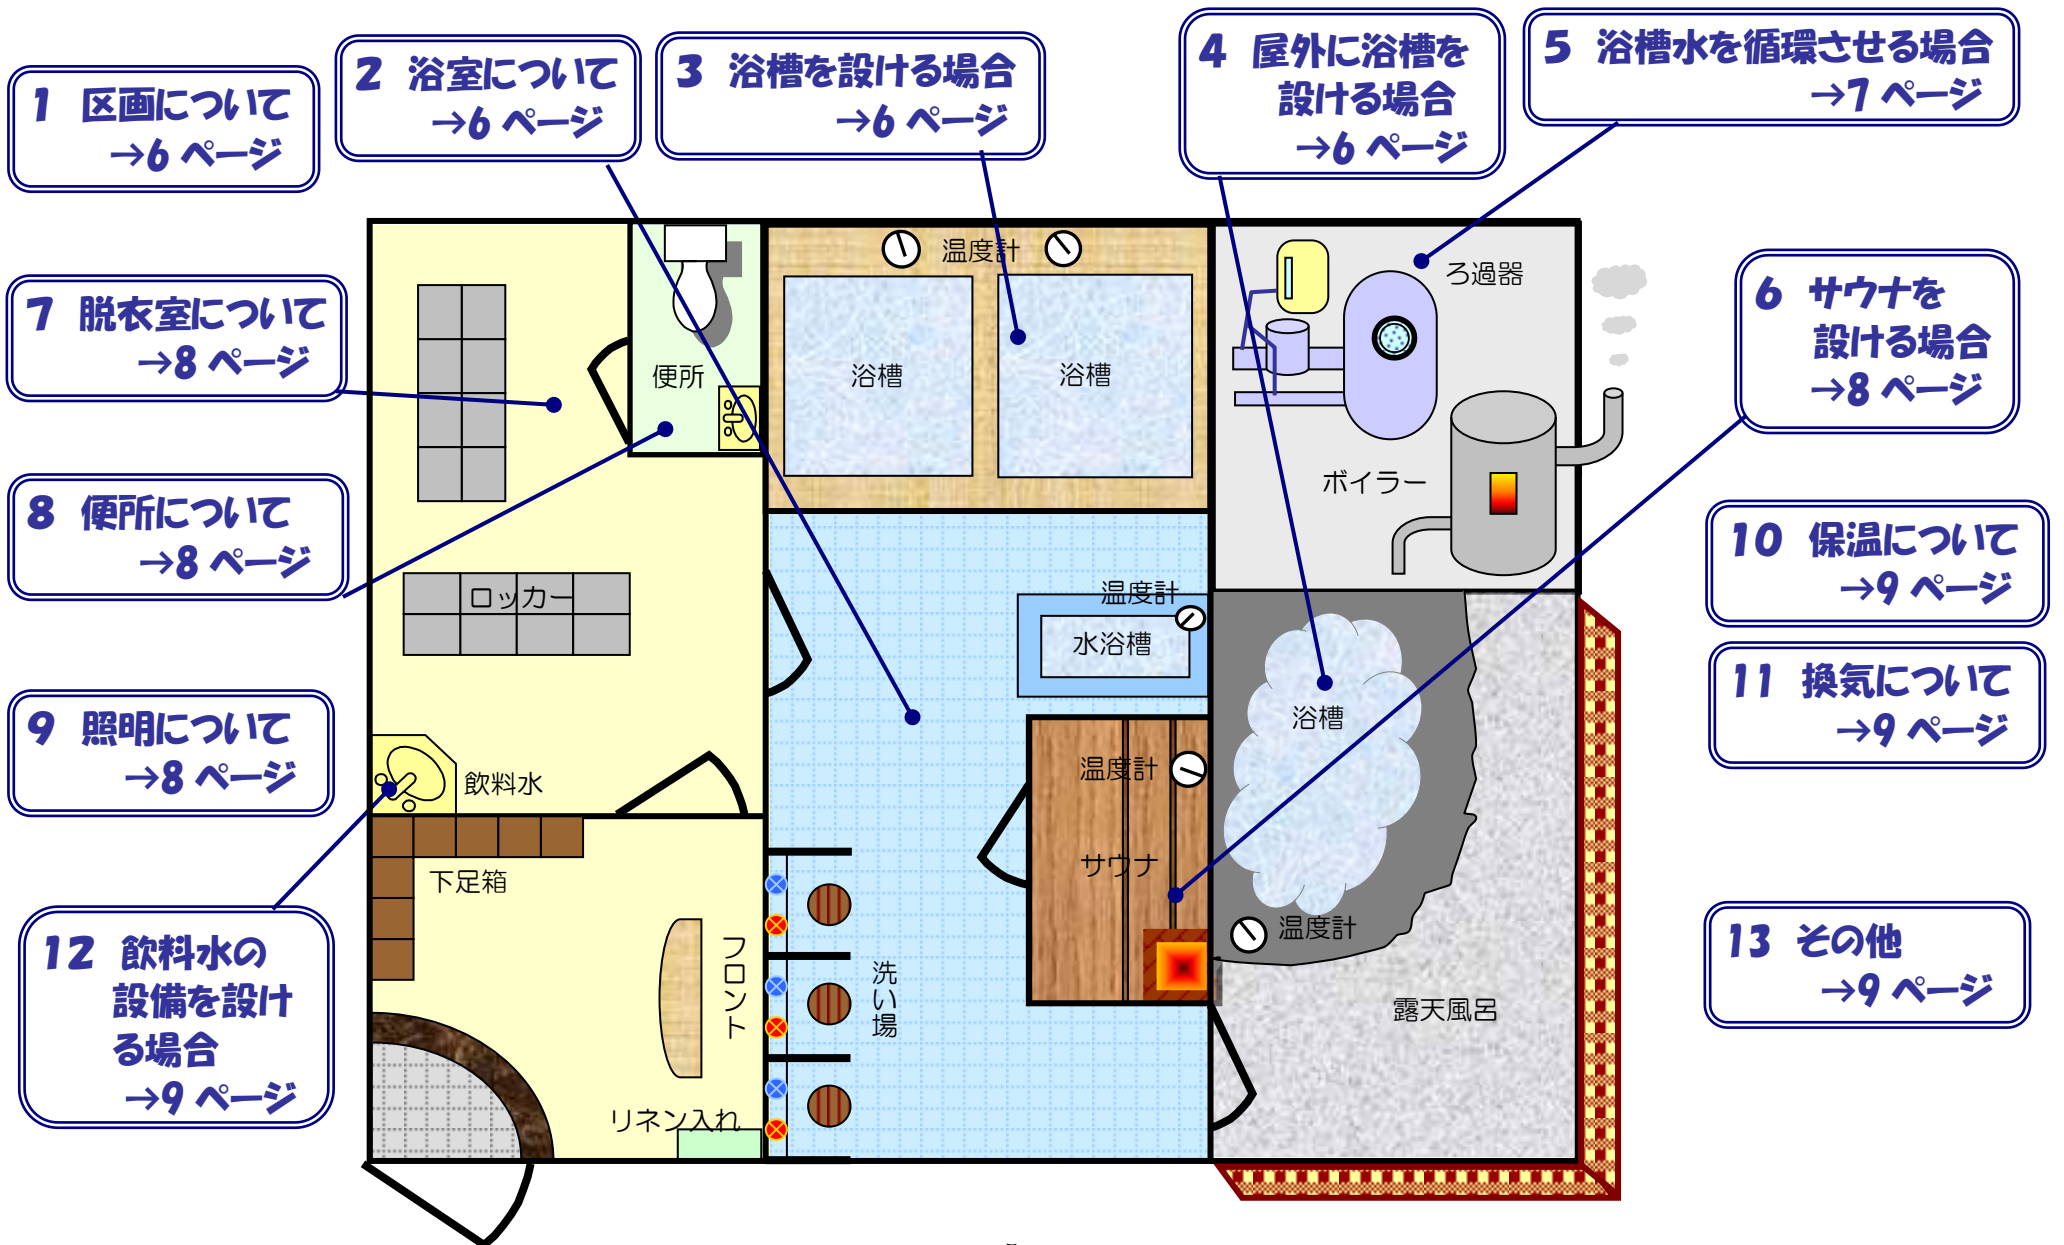 1 区画について
→6 ページ
2 浴室について
→6 ページ
3 浴槽を設ける場合
→6 ページ
4 屋外に浴槽を
設ける場合
→6 ページ
5 浴槽水を循環させる場合
→7 ページ
6 サウナを
設ける場合
→8 ページ
7 脱衣室について
→8 ページ
8 便所について
→8 ページ
9 照明について
→8 ページ
10 保温について
→9 ページ
11 換気について
→9 ページ
12 飲料水の
設備を設け
る場合
→9 ページ
13 その他
→9 ページ
温度計
ろ過器
便所
浴槽
浴槽
ボイラー
ロッカー
温度計
水浴槽
浴槽
飲料水
温度計
サウナ
下足箱
温度計
フロント
洗い場
露天風呂
リネン入れ